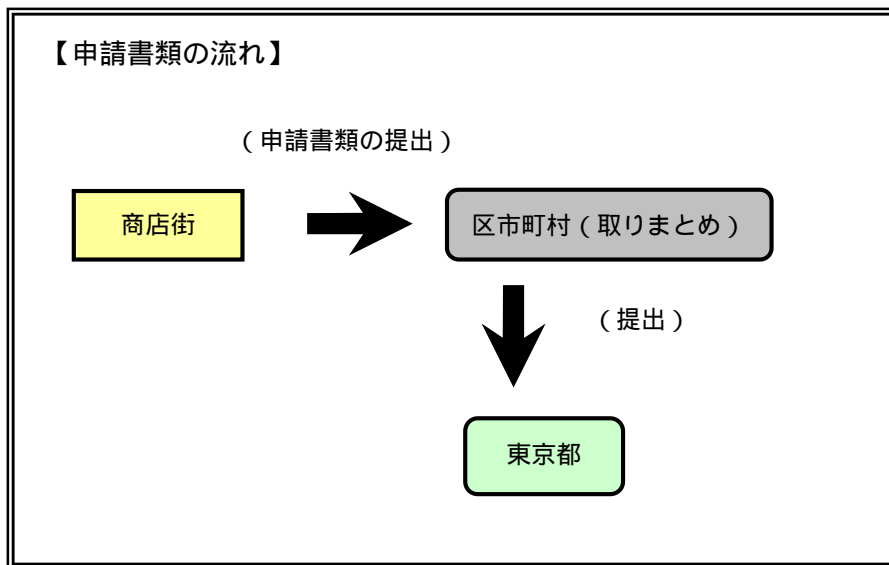 【申請書類の流れ】
（申請書類の提出）
商店街
区市町村（取りまとめ）
（提出）
東京都